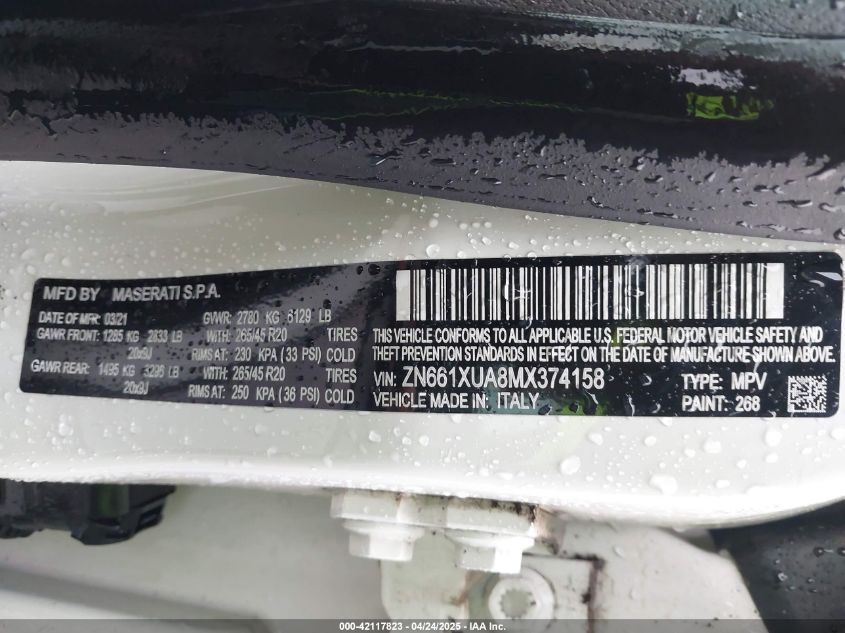 MFD BY MASERATI S.P.A.
DATE OF MFR: 03/21 GVWR: 2780 KG 6129 LB
GAWR FRONT: 1285 KG 2833 LB WITH: 265/45 R20 TIRES
20x9J RIMS AT: 230 KPA (33 PSI) COLD
GAWR REAR: 1495 KG 3296 LB WITH: 265/45 R20 TIRES
20x9J RIMS AT: 250 KPA (36 PSI) COLD
THIS VEHICLE CONFORMS TO ALL APPLICABLE U.S. FEDERAL MOTOR VEHICLE SAFETY AND
THEFT PREVENTION STANDARDS IN EFFECT ON THE DATE OF MANUFACTURE SHOWN ABOVE.
VIN: ZN661XUA8MX374158 TYPE: MPV
VEHICLE MADE IN: ITALY PAINT: 268
000-42117823 - 04/24/2025 - IAA Inc.